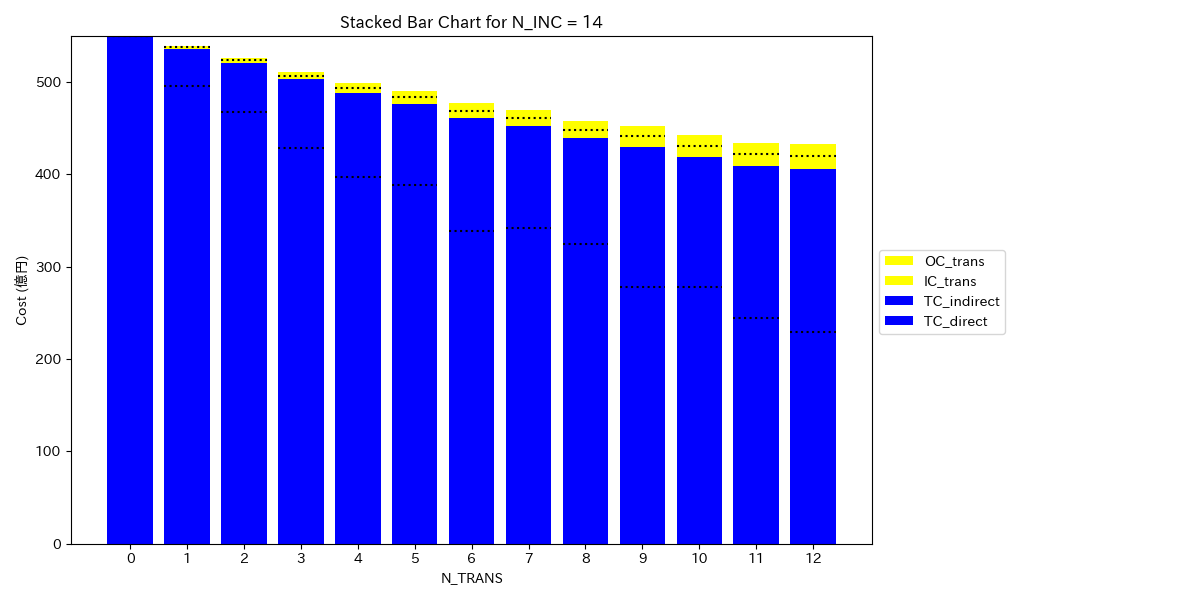 Stacked Bar Chart for N_INC = 14
500
400
300
200
100
0
Cost (億円)
0 1 2 3 4 5 6 7 8 9 10 11 12
N_TRANS
OC_trans
IC_trans
TC_indirect
TC_direct